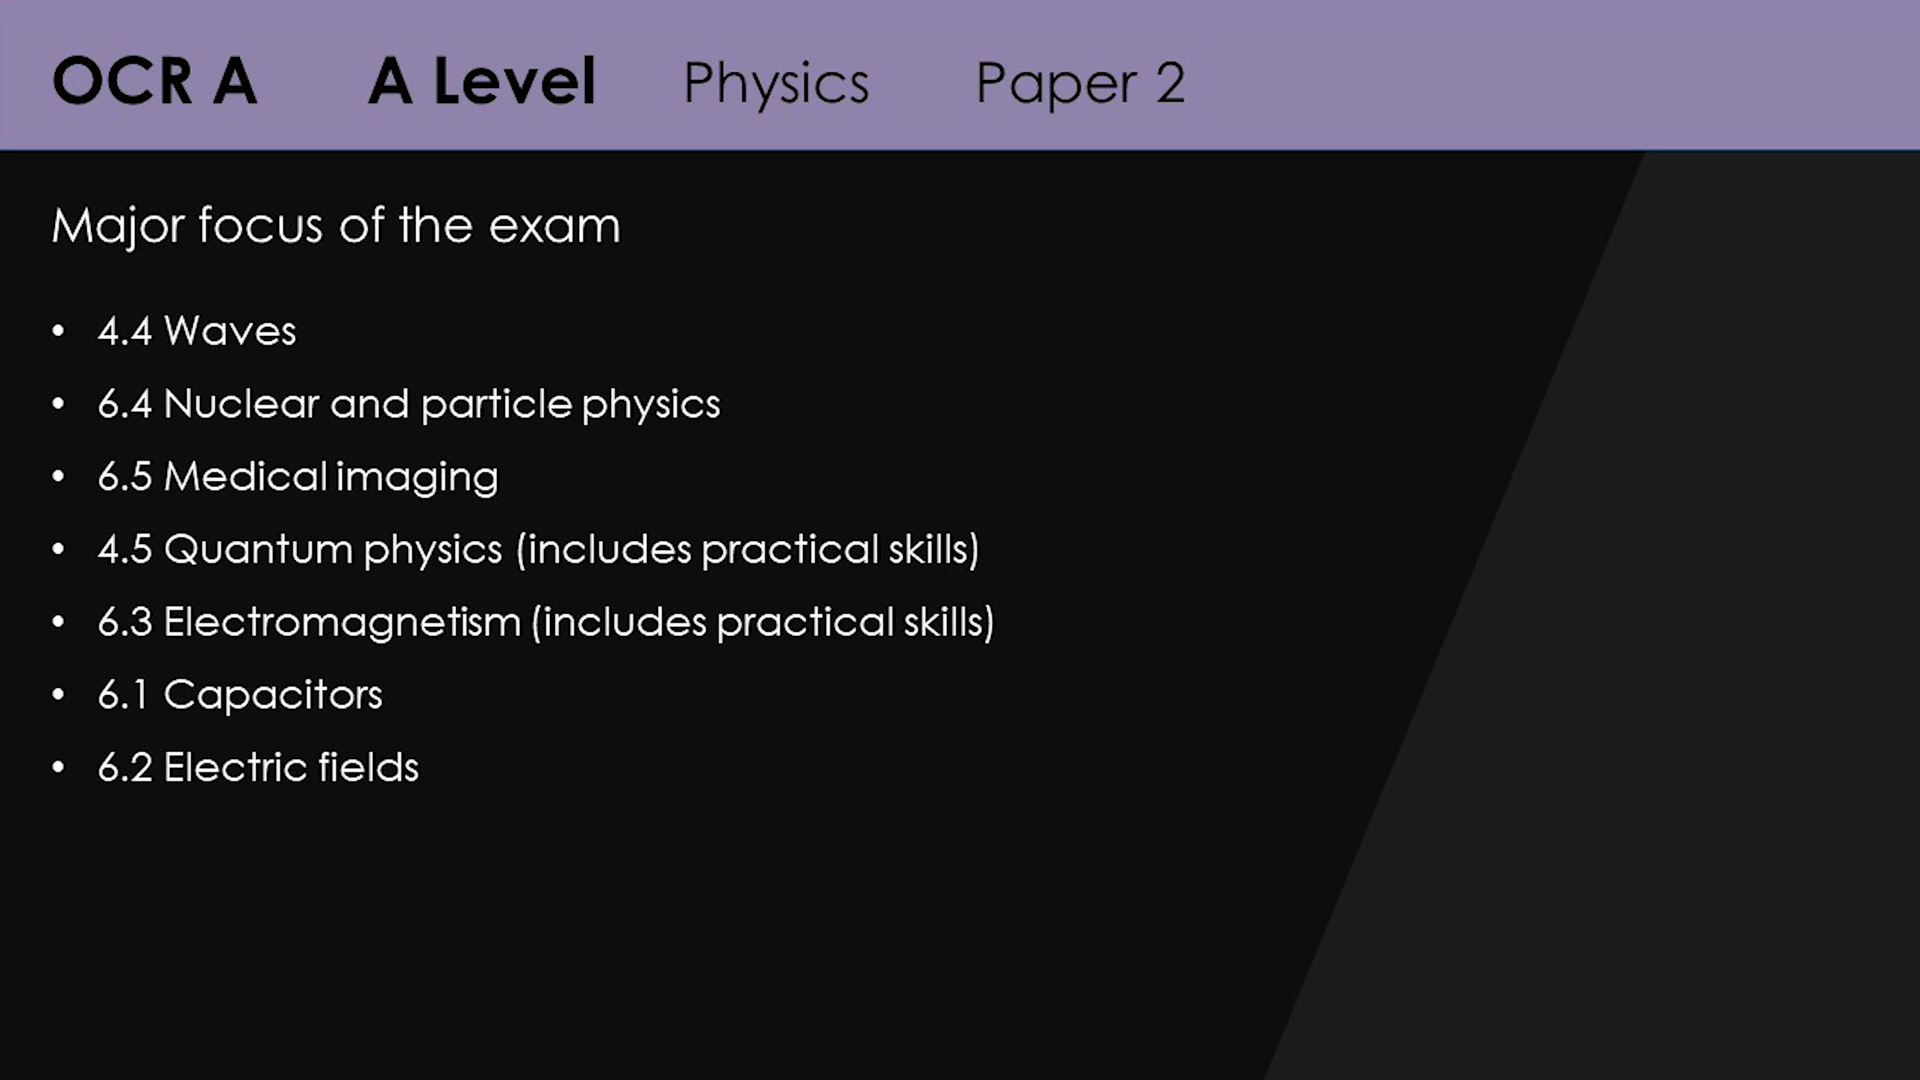 OCR A A Level Physics Paper 2
Major focus of the exam
• 4.4 Waves
• 6.4 Nuclear and particle physics
• 6.5 Medical imaging
• 4.5 Quantum physics (includes practical skills)
• 6.3 Electromagnetism (includes practical skills)
• 6.1 Capacitors
• 6.2 Electric fields